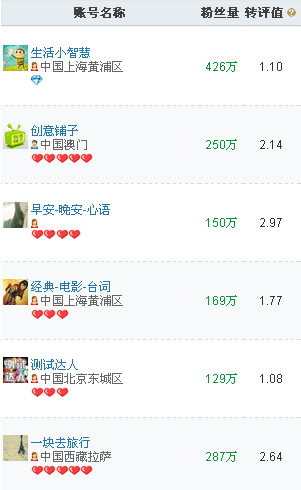 账号名称 粉丝量 转评值 ?
生活小智慧
中国上海黄浦区 426万 1.10
创意铺子
中国澳门 250万 2.14
早安-晚安-心语
150万 2.97
经典-电影-台词
中国上海黄浦区 169万 1.77
测试达人
中国北京东城区 129万 1.08
一块去旅行
中国西藏拉萨 287万 2.64